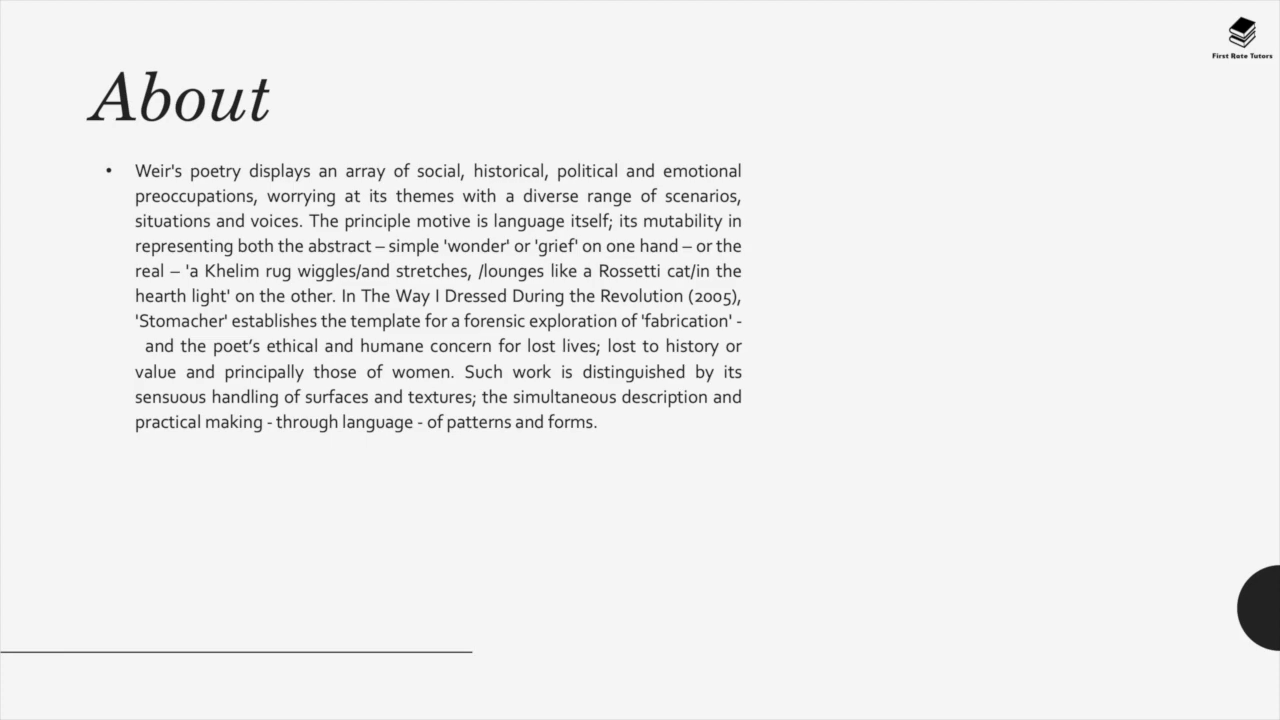 First Rate Tutors
About
• Weir's poetry displays an array of social, historical, political and emotional
preoccupations, worrying at its themes with a diverse range of scenarios,
situations and voices. The principle motive is language itself; its mutability in
representing both the abstract – simple 'wonder' or 'grief' on one hand – or the
real – 'a Khelim rug wiggles/and stretches, /lounges like a Rossetti cat/in the
hearth light' on the other. In The Way I Dressed During the Revolution (2005),
'Stomacher' establishes the template for a forensic exploration of 'fabrication' -
and the poet’s ethical and humane concern for lost lives; lost to history or
value and principally those of women. Such work is distinguished by its
sensuous handling of surfaces and textures; the simultaneous description and
practical making - through language - of patterns and forms.